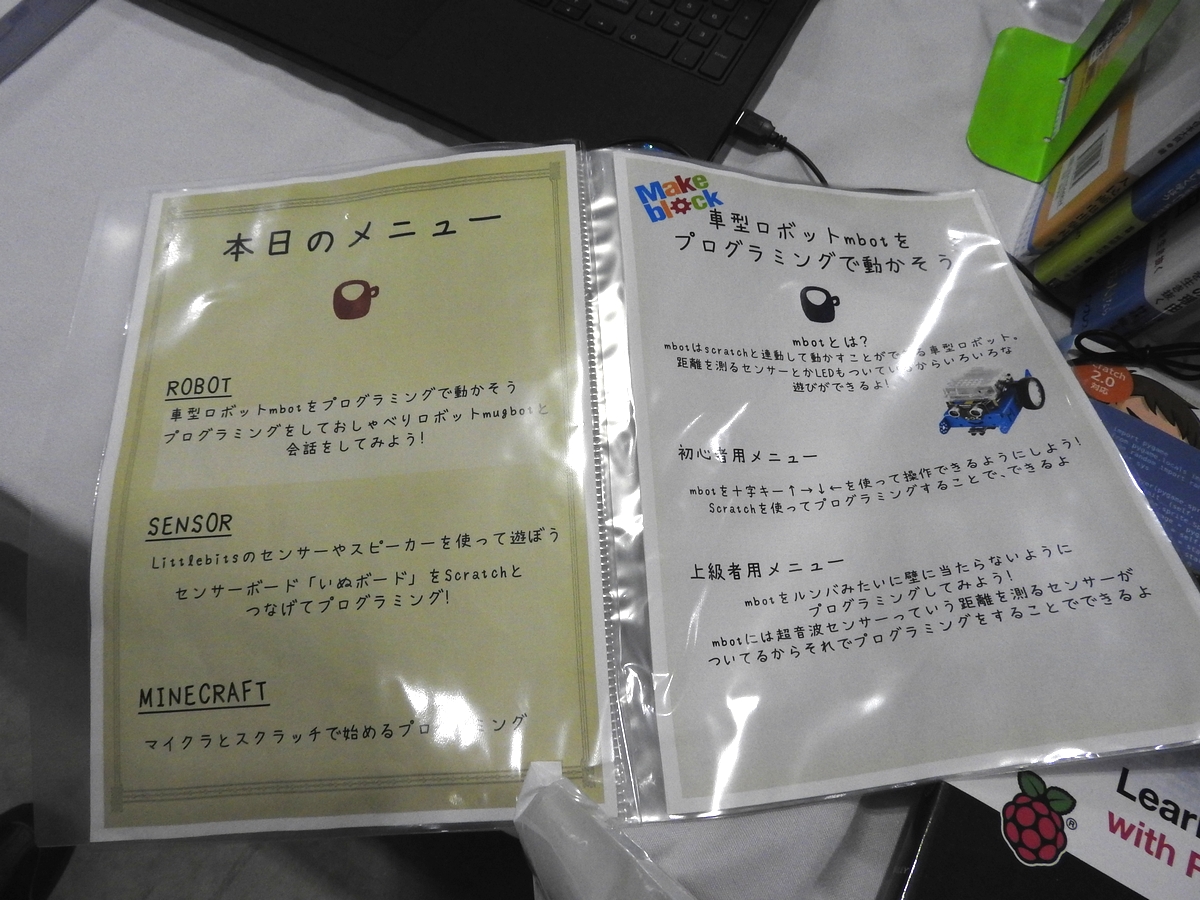 本日のメニュー
ROBOT
車型ロボットmbotをプログラミングで動かそう
プログラミングをしておしゃべりロボットmugbotと
会話をしてみよう!
SENSOR
Littlebitsのセンサーやスピーカーを使って遊ぼう
センサーボード「いぬボード」をScratchと
つなげてプログラミング!
MINECRAFT
マイクラとスクラッチで始めるプログラミング
Make
block
車型ロボットmbotを
プログラミングで動かそう
mbotとは?
mbotはscratchと連動して動かすことができる車型ロボット。
距離を測るセンサーとかLEDもついているからいろいろな
遊びができるよ!
初心者用メニュー
mbotを十字キー↑→↓←を使って操作できるようにしよう!
Scratchを使ってプログラミングすることで、できるよ
上級者用メニュー
mbotをルンバみたいに壁に当たらないように
プログラミングしてみよう!
mbotには超音波センサーっていう距離を測るセンサーが
ついてるからそれでプログラミングをすることでできるよ
2.0
対応
Learn
with